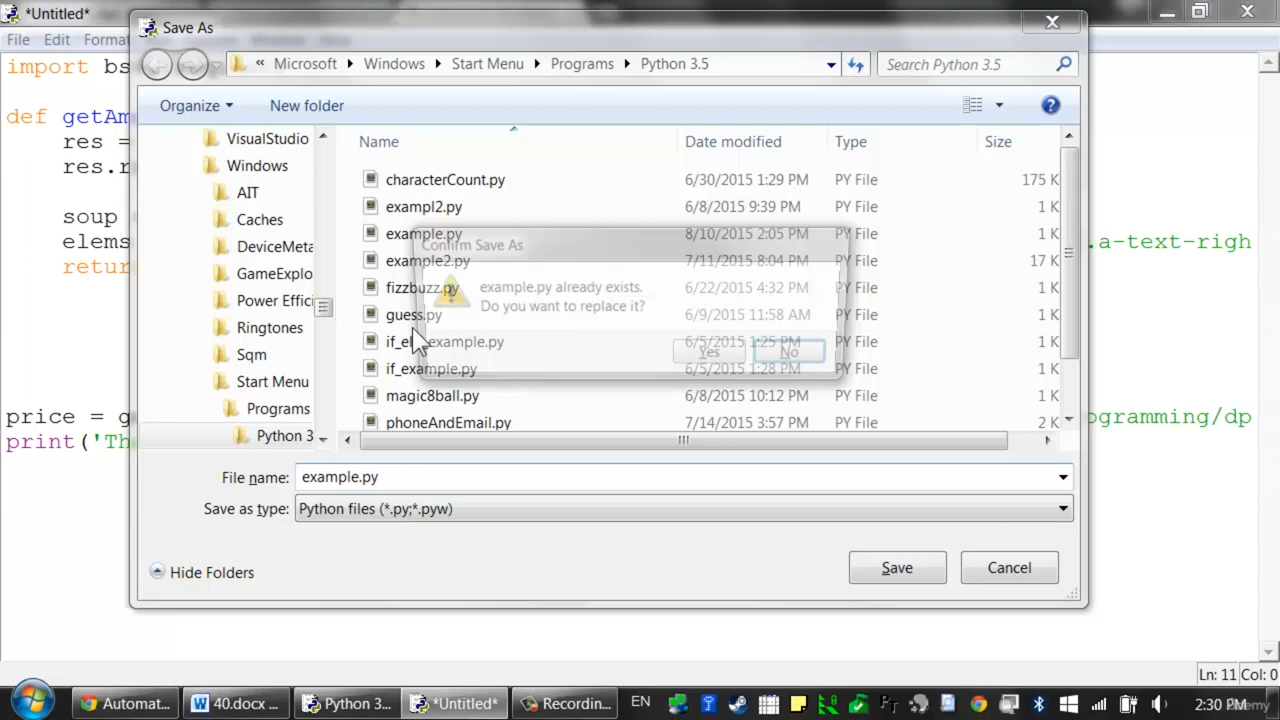 *Untitled*
File Edit Format
import bs
def getAm
res =
res.r
soup
elems
.a-text-righ
return
price = g
ogramming/dp
print('Th
Save As
« Microsoft Windows Start Menu Programs Python 3.5
Search Python 3.5
Organize New folder
VisualStudio
Windows
AIT
Caches
DeviceMeta
GameExplo
Power Effici
Ringtones
Sqm
Start Menu
Programs
Python 3
Name Date modified Type Size
characterCount.py 6/30/2015 1:29 PM PY File 175 K
exampl2.py 6/8/2015 9:39 PM PY File 1 K
example.py 8/10/2015 2:05 PM PY File 1 K
example2.py 7/11/2015 8:04 PM PY File 17 K
fizzbuzz.py 6/22/2015 4:32 PM PY File 1 K
guess.py 6/9/2015 11:58 AM PY File 1 K
if_el example.py 6/5/2015 1:25 PM PY File 1 K
if_example.py 6/5/2015 1:28 PM PY File 1 K
magic8ball.py 6/8/2015 10:12 PM PY File 1 K
phoneAndEmail.py 7/14/2015 3:57 PM PY File 2 K
Confirm Save As
example.py already exists.
Do you want to replace it?
Yes No
File name: example.py
Save as type: Python files (*.py;*.pyw)
Hide Folders
Save Cancel
Ln: 11 Col: 0
Automat... 40.docx ... Python 3... *Untitled* Recordin... EN 2:30 PM